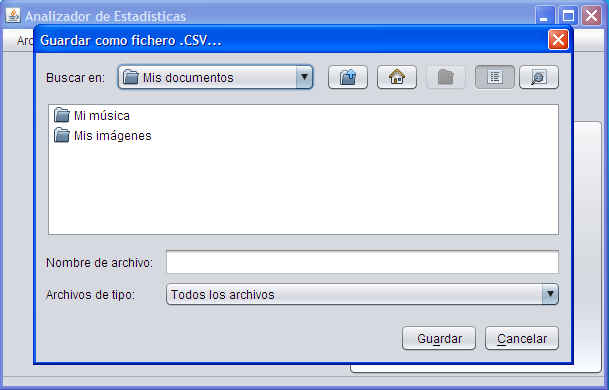 Analizador de Estadisticas
Guardar como fichero .CSV...
Buscar en:
Mis documentos
Mi música
Mis imágenes
Nombre de archivo:
Archivos de tipo:
Todos los archivos
Guardar
Cancelar